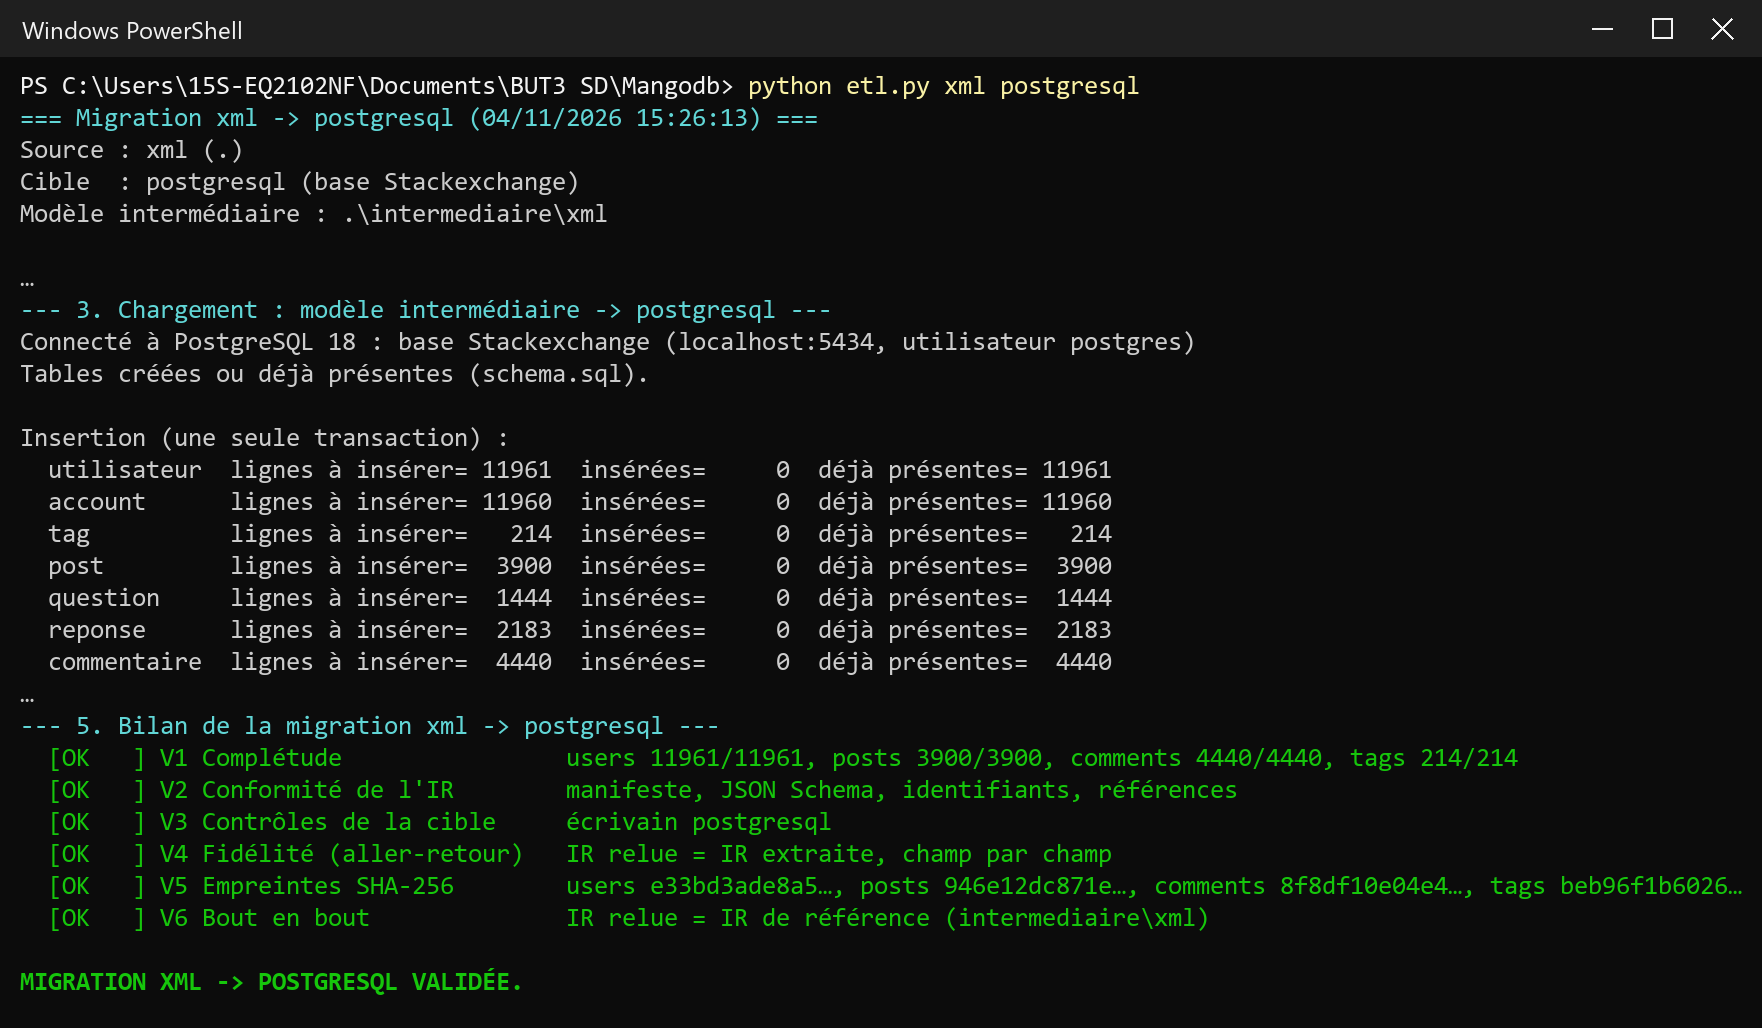 Windows PowerShell
PS C:\Users\15S-EQ2102NF\Documents\BUT3 SD\Mangodb> python etl.py xml postgresql
=== Migration xml -> postgresql (04/11/2026 15:26:13) ===
Source : xml (.)
Cible  : postgresql (base Stackexchange)
Modèle intermédiaire : .\intermediaire\xml
…
--- 3. Chargement : modèle intermédiaire -> postgresql ---
Connecté à PostgreSQL 18 : base Stackexchange (localhost:5434, utilisateur postgres)
Tables créées ou déjà présentes (schema.sql).
Insertion (une seule transaction) :
  utilisateur  lignes à insérer= 11961  insérées=     0  déjà présentes= 11961
  account      lignes à insérer= 11960  insérées=     0  déjà présentes= 11960
  tag          lignes à insérer=   214  insérées=     0  déjà présentes=   214
  post         lignes à insérer=  3900  insérées=     0  déjà présentes=  3900
  question     lignes à insérer=  1444  insérées=     0  déjà présentes=  1444
  reponse      lignes à insérer=  2183  insérées=     0  déjà présentes=  2183
  commentaire  lignes à insérer=  4440  insérées=     0  déjà présentes=  4440
…
--- 5. Bilan de la migration xml -> postgresql ---
  [OK   ] V1 Complétude                users 11961/11961, posts 3900/3900, comments 4440/4440, tags 214/214
  [OK   ] V2 Conformité de l'IR        manifeste, JSON Schema, identifiants, références
  [OK   ] V3 Contrôles de la cible     écrivain postgresql
  [OK   ] V4 Fidélité (aller-retour)   IR relue = IR extraite, champ par champ
  [OK   ] V5 Empreintes SHA-256        users e33bd3ade8a5…, posts 946e12dc871e…, comments 8f8df10e04e4…, tags beb96f1b6026…
  [OK   ] V6 Bout en bout              IR relue = IR de référence (intermediaire\xml)
MIGRATION XML -> POSTGRESQL VALIDÉE.